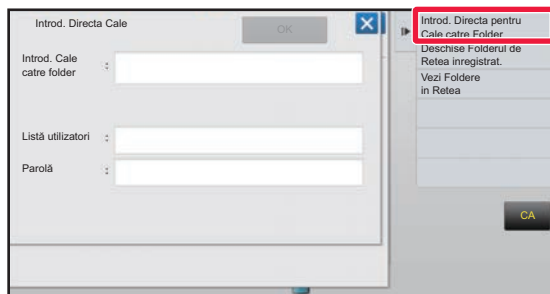 Introd. Directa Cale
OK
Introd. Cale
catre folder
:
Listă utilizatori :
Parolă :
Introd. Directa pentru
Cale catre Folder
Deschise Folderul de
Retea inregistrat.
Vezi Foldere
in Retea
CA